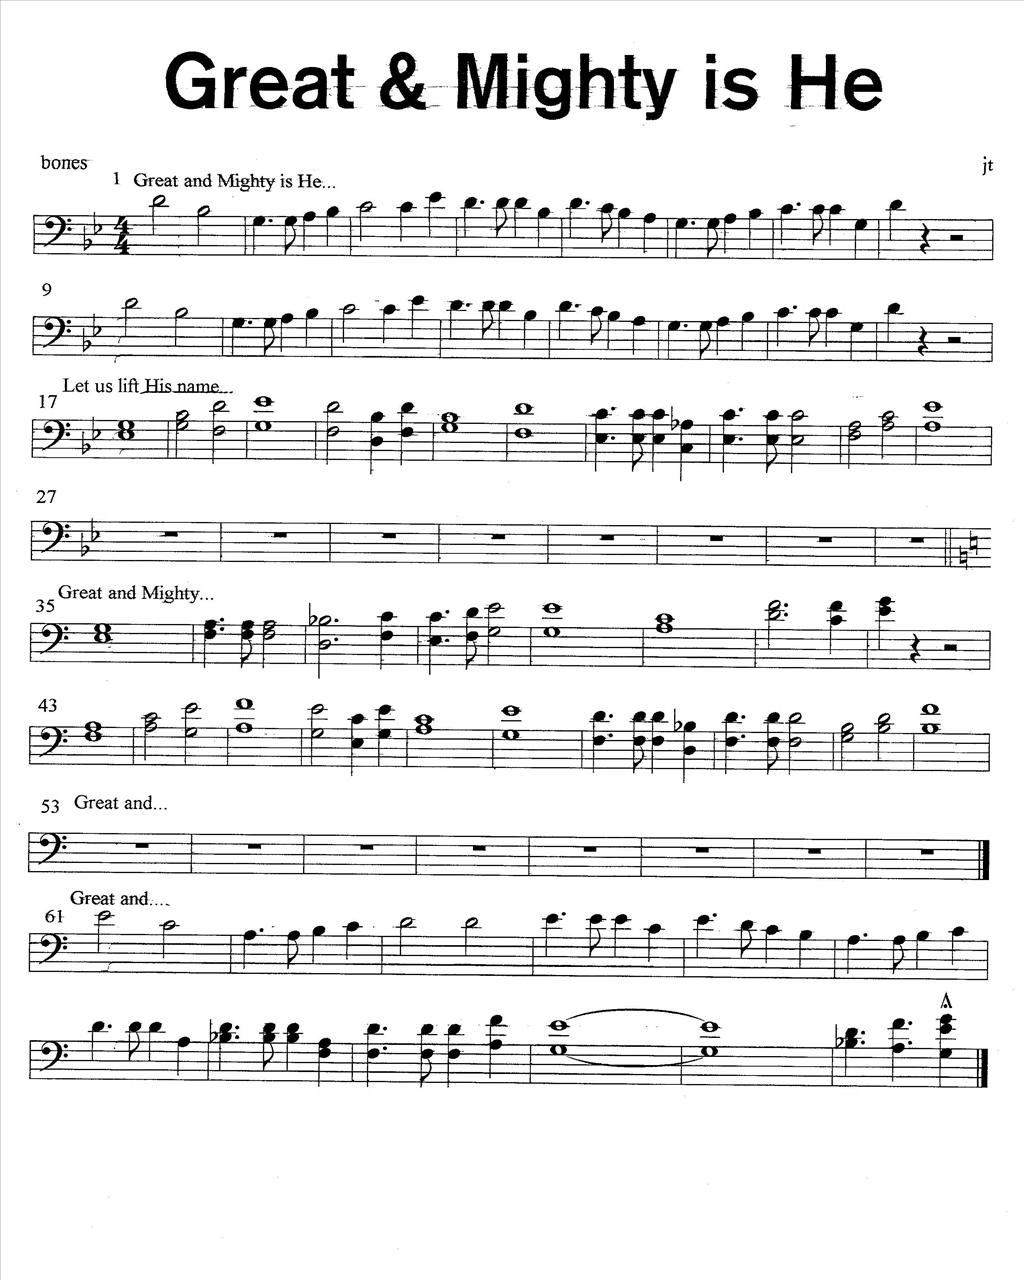 Great & Mighty is He
bones
jt
1 Great and Mighty is He...
9
Let us lift His name...
17
27
Great and Mighty...
35
43
53 Great and...
Great and....
61